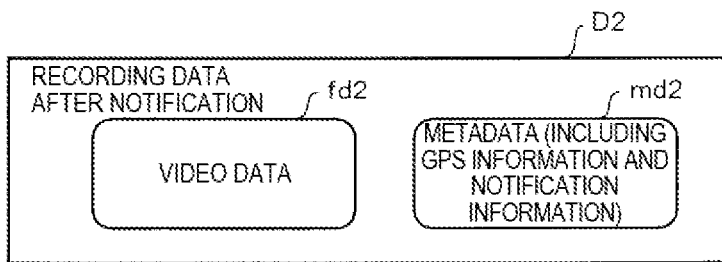 D2
RECORDING DATA
AFTER NOTIFICATION
fd2
md2
VIDEO DATA
METADATA (INCLUDING
GPS INFORMATION AND
NOTIFICATION
INFORMATION)